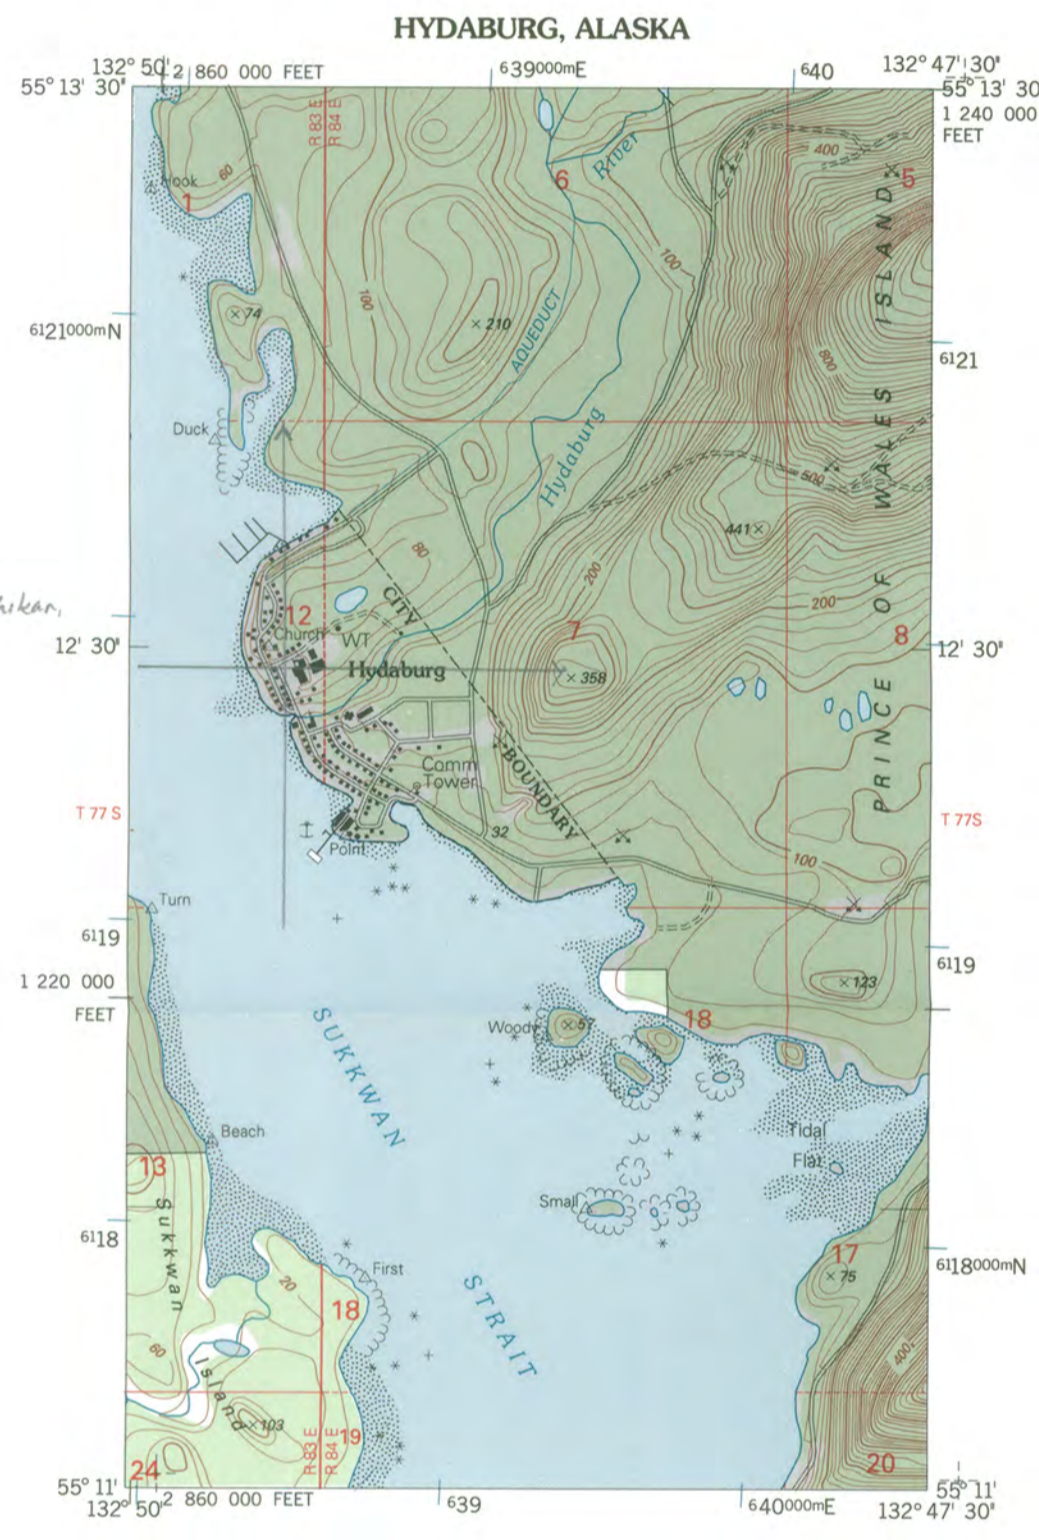 HYDABURG, ALASKA
132° 50'
2 860 000 FEET
639000mE
640
132° 47' 30"
55° 13' 30"
55° 13' 30
1 240 000
FEET
R 83 E
R 84 E
400
River
6
5
60
Hook
1
100
ISLAND
74
100
210
AQUEDUCT
6121000mN
6121
800
Duck
Hydaburg
WALES
500
441
80
200
CITY
200
OF
12
Church
WT
7
8
12' 30"
12' 30"
Hydaburg
358
PRINCE
Comm
Tower
BOUNDARY
T 77 S
T 77S
32
Point
100
Turn
6119
6119
1 220 000
FEET
123
SUKKWAN
Woody
57
18
Beach
Tidal
Flat
13
Small
Sukkwan
6118
17
6118000mN
First
75
20
18
STRAIT
60
Island
400
103
R 83 E
R 84 E
19
24
20
55° 11'
55° 11'
132° 50'
2 860 000 FEET
639
640000mE
132° 47' 30"